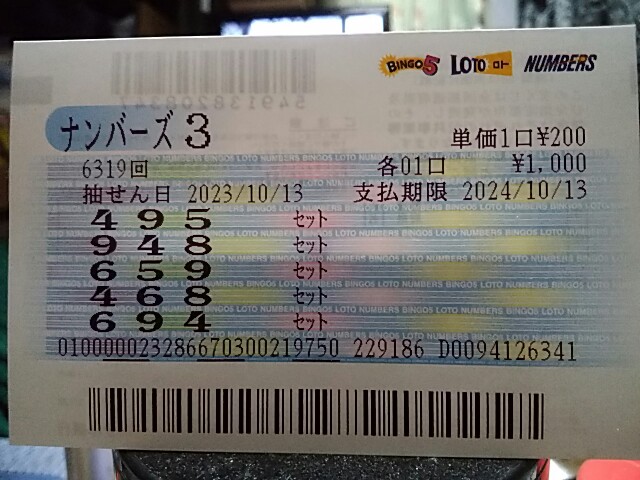 BINGO5 LOTO ロト NUMBERS
ナンバーズ3
単価1口¥200
6319回 各01口 ¥1,000
抽せん日 2023/10/13 支払期限 2024/10/13
495 セット
948 セット
659 セット
468 セット
694 セット
010000023286670300219750 229186 D0094126341